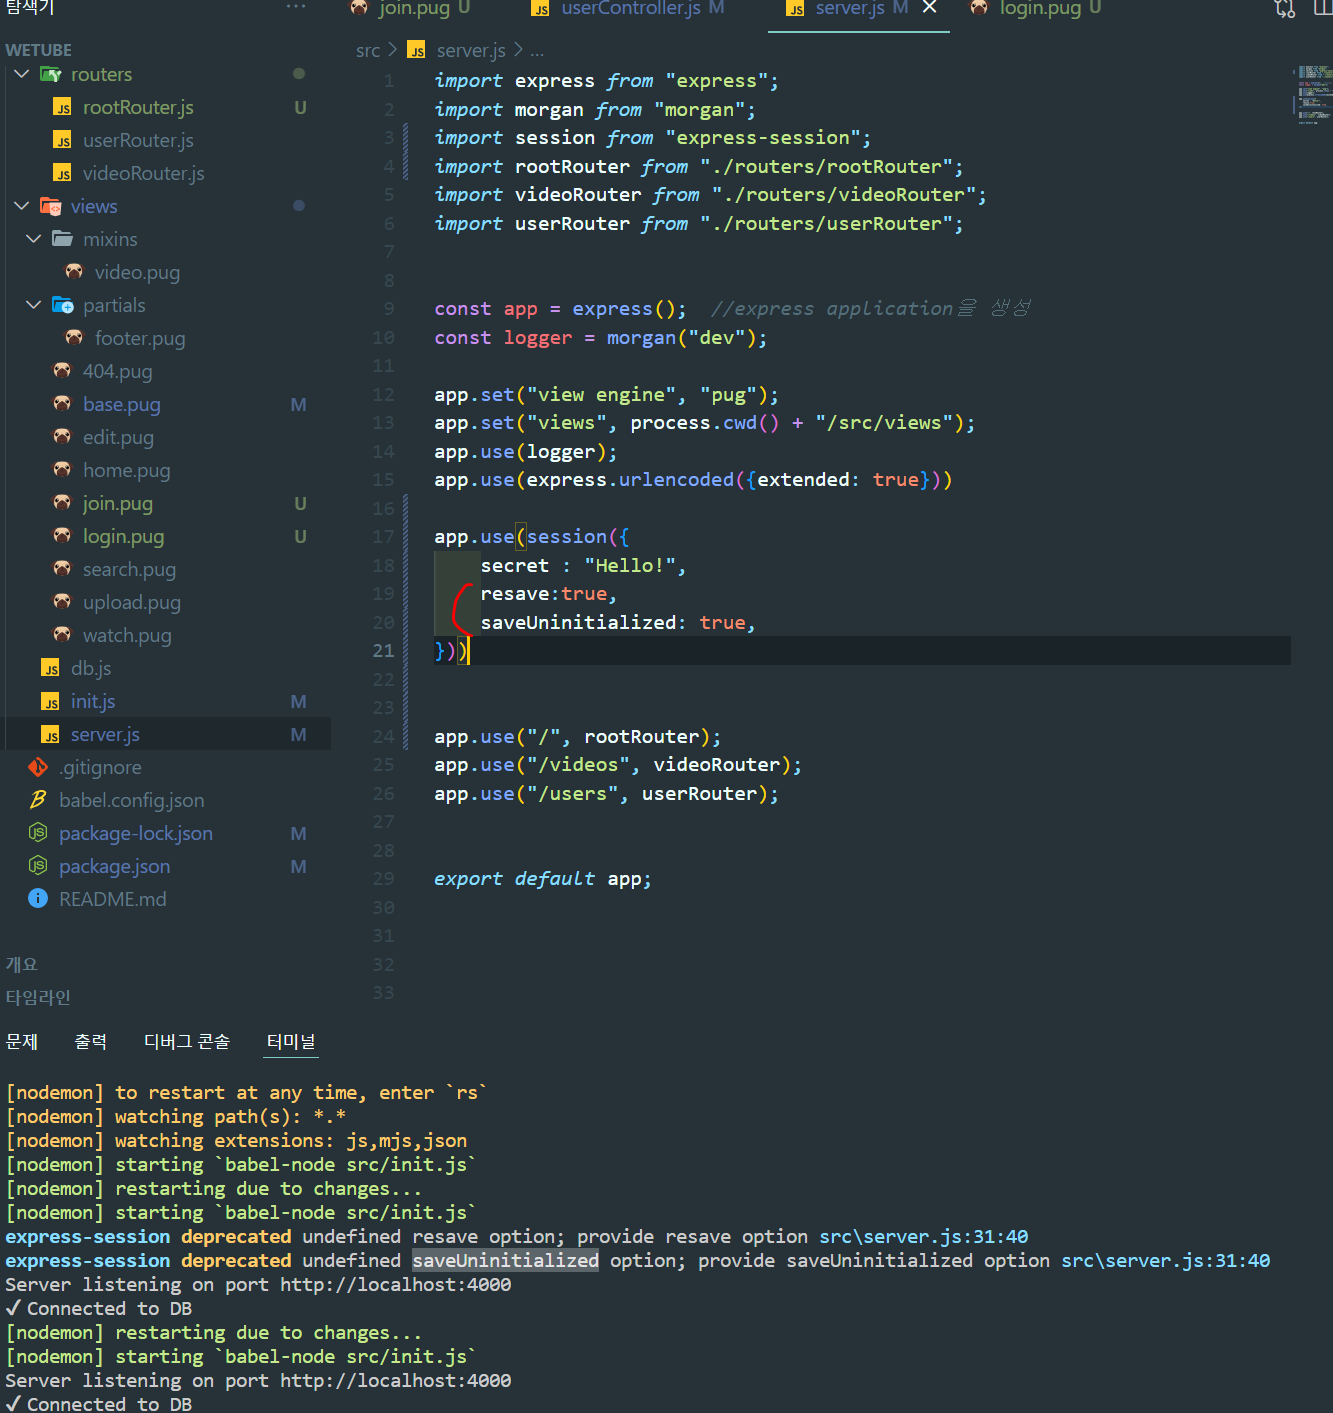 탐색기 ... join.pug U userController.js M server.js M login.pug U
WETUBE
routers
rootRouter.js U
userRouter.js
videoRouter.js
views
mixins
video.pug
partials
footer.pug
404.pug
base.pug M
edit.pug
home.pug
join.pug U
login.pug U
search.pug
upload.pug
watch.pug
db.js
init.js M
server.js M
.gitignore
babel.config.json
package-lock.json M
package.json M
README.md
개요
타임라인
src > server.js > ...
1 import express from "express";
2 import morgan from "morgan";
3 import session from "express-session";
4 import rootRouter from "./routers/rootRouter";
5 import videoRouter from "./routers/videoRouter";
6 import userRouter from "./routers/userRouter";
7
8
9 const app = express(); //express application을 생성
10 const logger = morgan("dev");
11
12 app.set("view engine", "pug");
13 app.set("views", process.cwd() + "/src/views");
14 app.use(logger);
15 app.use(express.urlencoded({extended: true}))
16
17 app.use(session({
18 secret : "Hello!",
19 resave:true,
20 saveUninitialized: true,
21 }))
22
23
24 app.use("/", rootRouter);
25 app.use("/videos", videoRouter);
26 app.use("/users", userRouter);
27
28
29 export default app;
30
31
32
33
문제 출력 디버그 콘솔 터미널
[nodemon] to restart at any time, enter `rs`
[nodemon] watching path(s): *.*
[nodemon] watching extensions: js,mjs,json
[nodemon] starting `babel-node src/init.js`
[nodemon] restarting due to changes...
[nodemon] starting `babel-node src/init.js`
express-session deprecated undefined resave option; provide resave option src\server.js:31:40
express-session deprecated undefined saveUninitialized option; provide saveUninitialized option src\server.js:31:40
Server listening on port http://localhost:4000
✓ Connected to DB
[nodemon] restarting due to changes...
[nodemon] starting `babel-node src/init.js`
Server listening on port http://localhost:4000
✓ Connected to DB